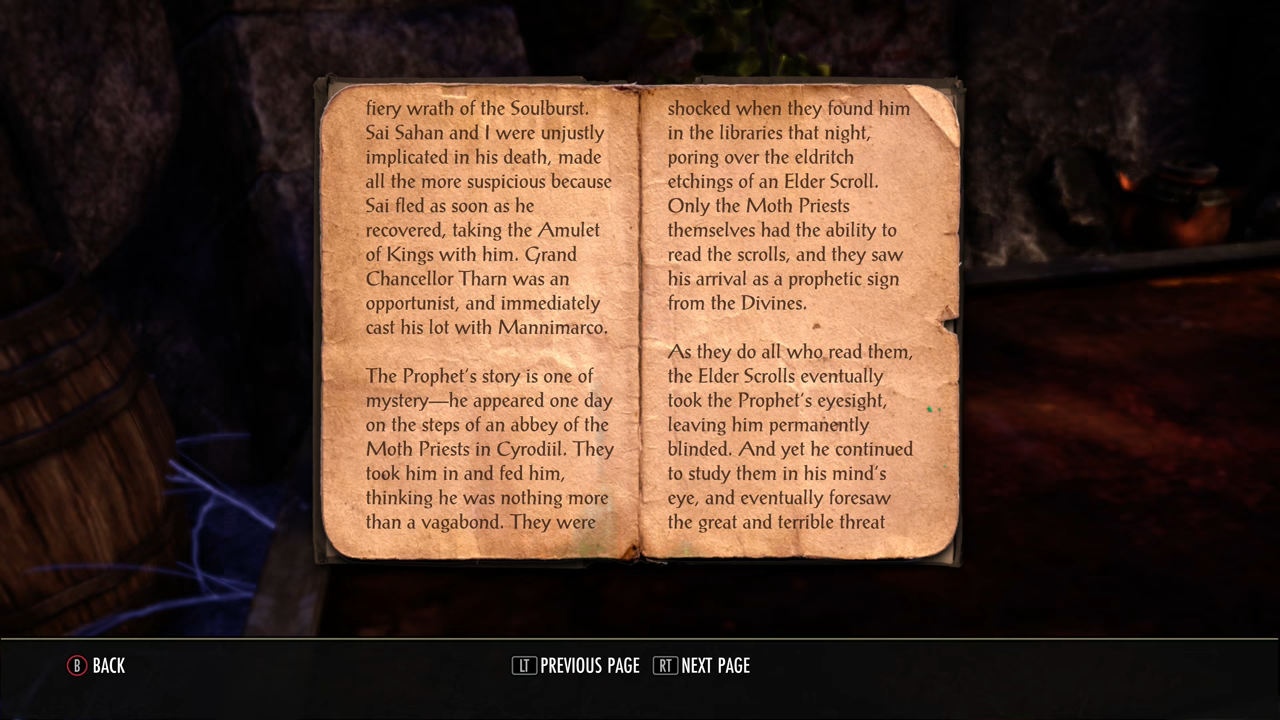 fiery wrath of the Soulburst.
Sai Sahan and I were unjustly
implicated in his death, made
all the more suspicious because
Sai fled as soon as he
recovered, taking the Amulet
of Kings with him. Grand
Chancellor Tharn was an
opportunist, and immediately
cast his lot with Mannimarco.
The Prophet's story is one of
mystery—he appeared one day
on the steps of an abbey of the
Moth Priests in Cyrodiil. They
took him in and fed him,
thinking he was nothing more
than a vagabond. They were
shocked when they found him
in the libraries that night,
poring over the eldritch
etchings of an Elder Scroll.
Only the Moth Priests
themselves had the ability to
read the scrolls, and they saw
his arrival as a prophetic sign
from the Divines.
As they do all who read them,
the Elder Scrolls eventually
took the Prophet's eyesight,
leaving him permanently
blinded. And yet he continued
to study them in his mind's
eye, and eventually foresaw
the great and terrible threat
B BACK
LT PREVIOUS PAGE RT NEXT PAGE